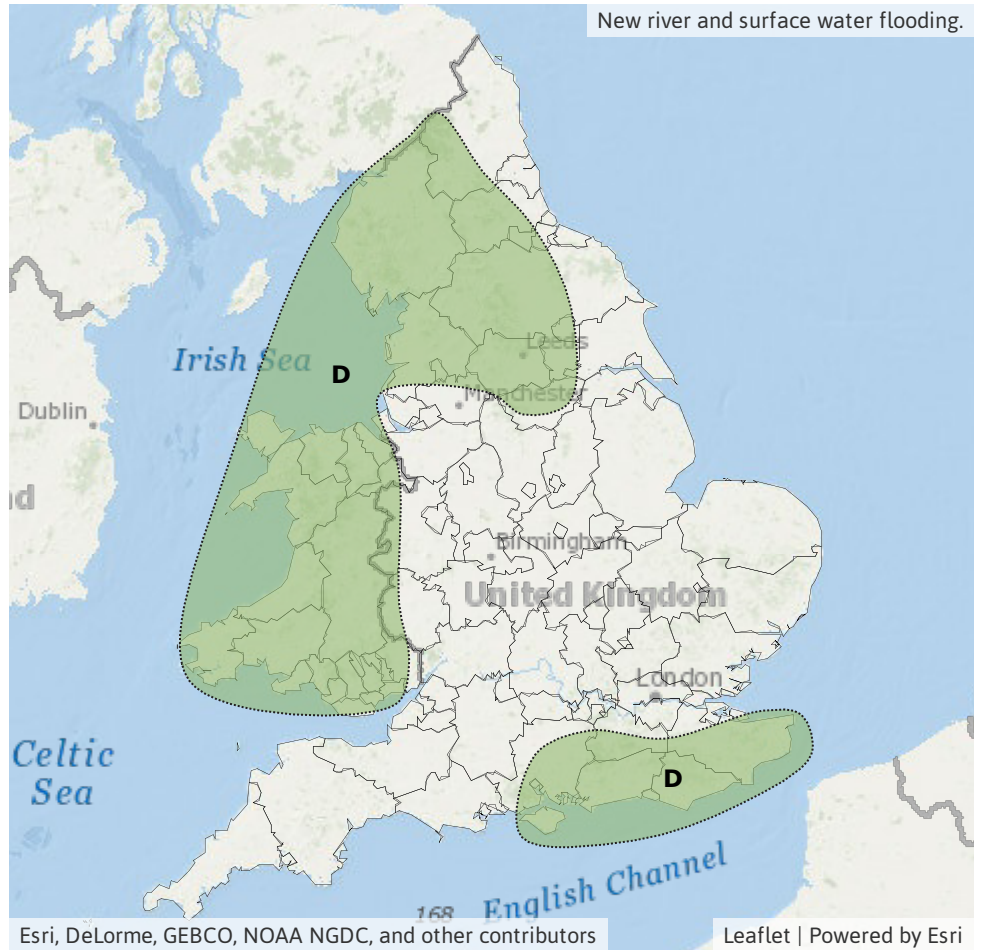 New river and surface water flooding.
Irish Sea
Leeds
D
Manchester
Dublin
d
Birmingham
United Kingdom
London
Celtic
Sea
D
English Channel
168
Esri, DeLorme, GEBCO, NOAA NGDC, and other contributors
Leaflet | Powered by Esri